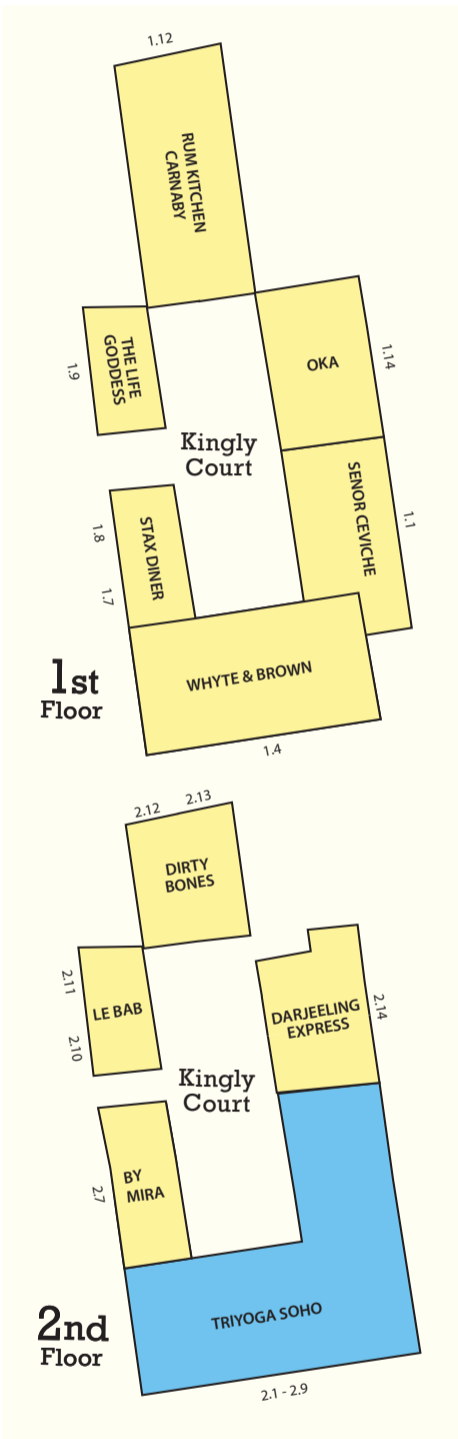 1.12
RUM KITCHEN
CARNABY
OKA
1.14
THE LIFE
GODDESS
1.9
Kingly
Court
SENOR CEVICHE
1.1
STAX DINER
1.8
1.7
WHYTE & BROWN
1.4
1st
Floor
2.12
2.13
DIRTY
BONES
2.11
LE BAB
2.10
DARJEELING
EXPRESS
2.14
Kingly
Court
BY
MIRA
2.7
TRIYOGA SOHO
2.1 - 2.9
2nd
Floor